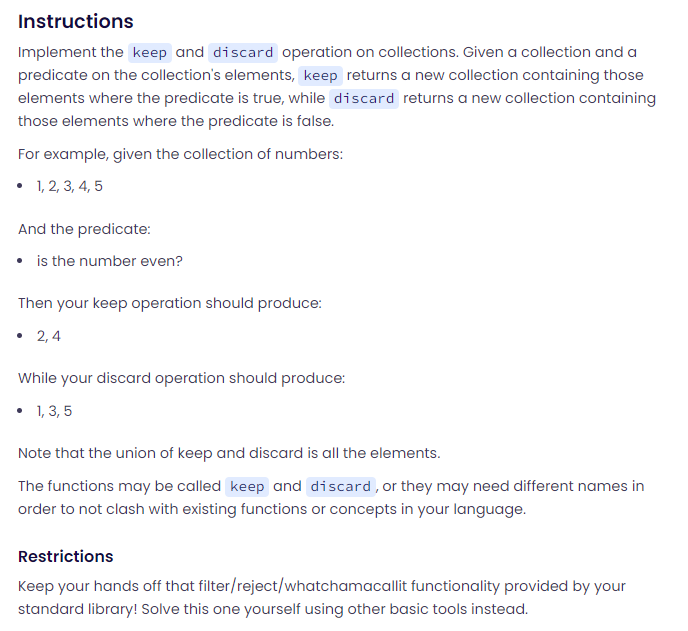 Instructions
Implement the keep and discard operation on collections. Given a collection and a
predicate on the collection's elements, keep returns a new collection containing those
elements where the predicate is true, while discard returns a new collection containing
those elements where the predicate is false.
For example, given the collection of numbers:
• 1, 2, 3, 4, 5
And the predicate:
• is the number even?
Then your keep operation should produce:
• 2, 4
While your discard operation should produce:
• 1, 3, 5
Note that the union of keep and discard is all the elements.
The functions may be called keep and discard, or they may need different names in
order to not clash with existing functions or concepts in your language.
Restrictions
Keep your hands off that filter/reject/whatchamacallit functionality provided by your
standard library! Solve this one yourself using other basic tools instead.